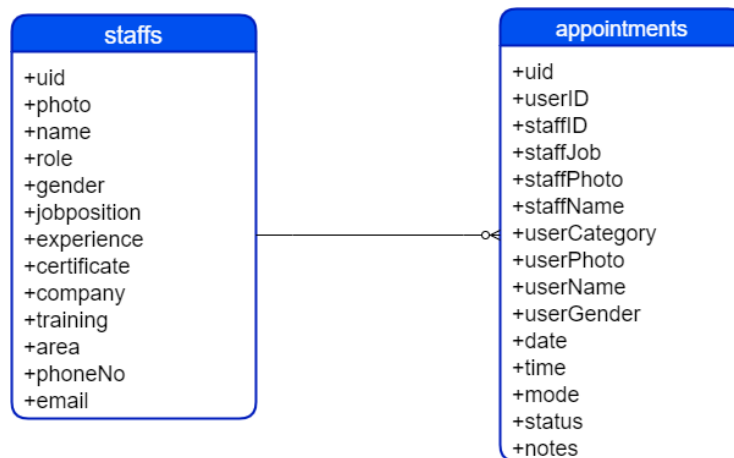 staffs
+uid
+photo
+name
+role
+gender
+jobposition
+experience
+certificate
+company
+training
+area
+phoneNo
+email
appointments
+uid
+userID
+staffID
+staffJob
+staffPhoto
+staffName
+userCategory
+userPhoto
+userName
+userGender
+date
+time
+mode
+status
+notes